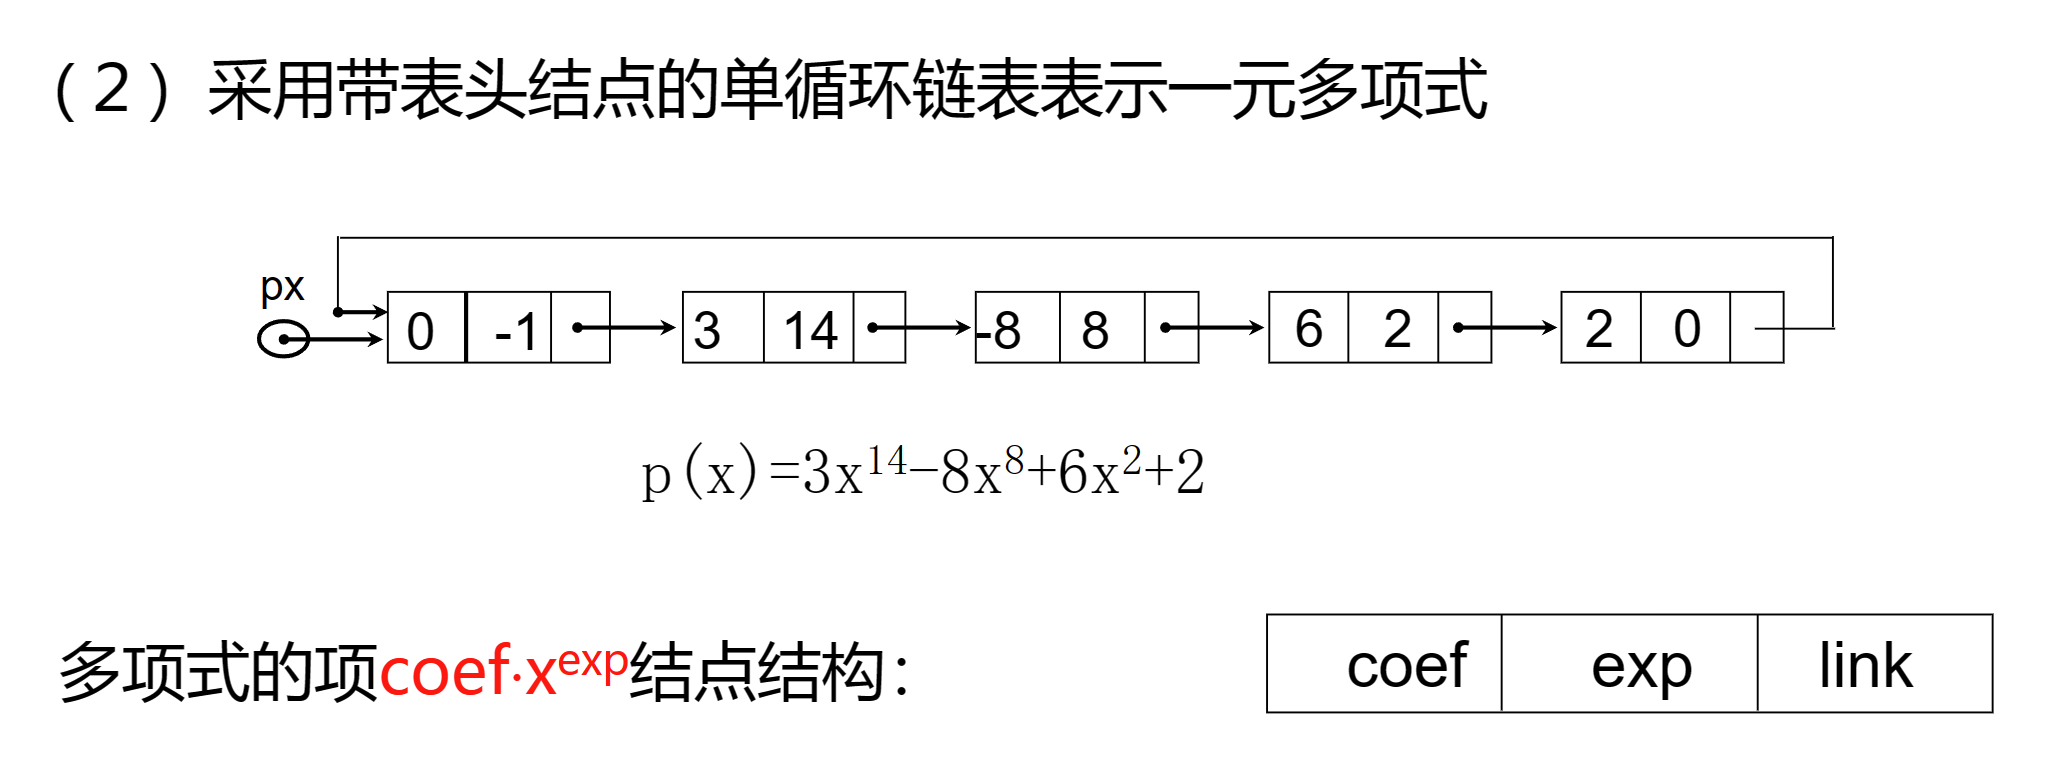 （2）采用带表头结点的单循环链表表示一元多项式
px
0 -1 3 14 -8 8 6 2 2 0
p(x)=3x¹⁴-8x⁸+6x²+2
多项式的项coef·xᵉˣᵖ结点结构： coef exp link